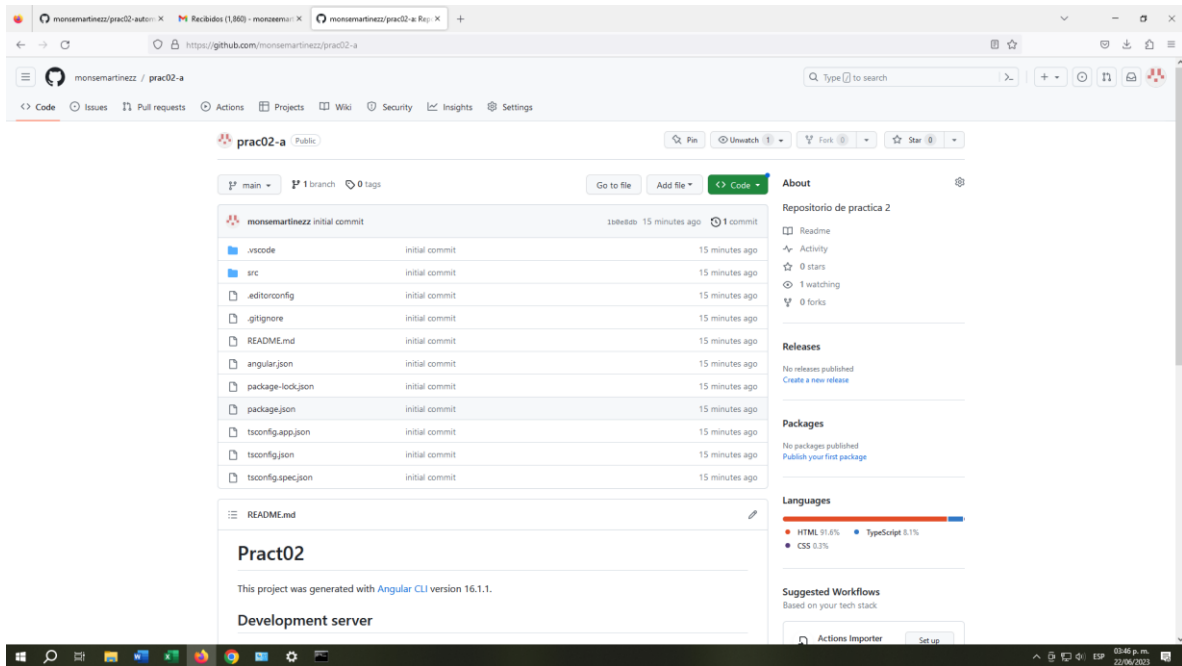 monsemartinezz/prac02-autom
Recibidos (1,860) - monzeemart
monsemartinezz/prac02-a: Rep
https://github.com/monsemartinezz/prac02-a
monsemartinezz / prac02-a
Type / to search
Code Issues Pull requests Actions Projects Wiki Security Insights Settings
prac02-a Public
Pin Unwatch 1 Fork 0 Star 0
main 1 branch 0 tags
Go to file Add file Code
monsemartinezz initial commit 1b0e8db 15 minutes ago 1 commit
.vscode initial commit 15 minutes ago
src initial commit 15 minutes ago
.editorconfig initial commit 15 minutes ago
.gitignore initial commit 15 minutes ago
README.md initial commit 15 minutes ago
angular.json initial commit 15 minutes ago
package-lock.json initial commit 15 minutes ago
package.json initial commit 15 minutes ago
tsconfig.app.json initial commit 15 minutes ago
tsconfig.json initial commit 15 minutes ago
tsconfig.spec.json initial commit 15 minutes ago
README.md
Pract02
This project was generated with Angular CLI version 16.1.1.
Development server
About
Repositorio de practica 2
Readme
Activity
0 stars
1 watching
0 forks
Releases
No releases published
Create a new release
Packages
No packages published
Publish your first package
Languages
HTML 91.6% TypeScript 8.1%
CSS 0.3%
Suggested Workflows
Based on your tech stack
Actions Importer
Set up
ESP
03:46 p. m.
22/06/2023